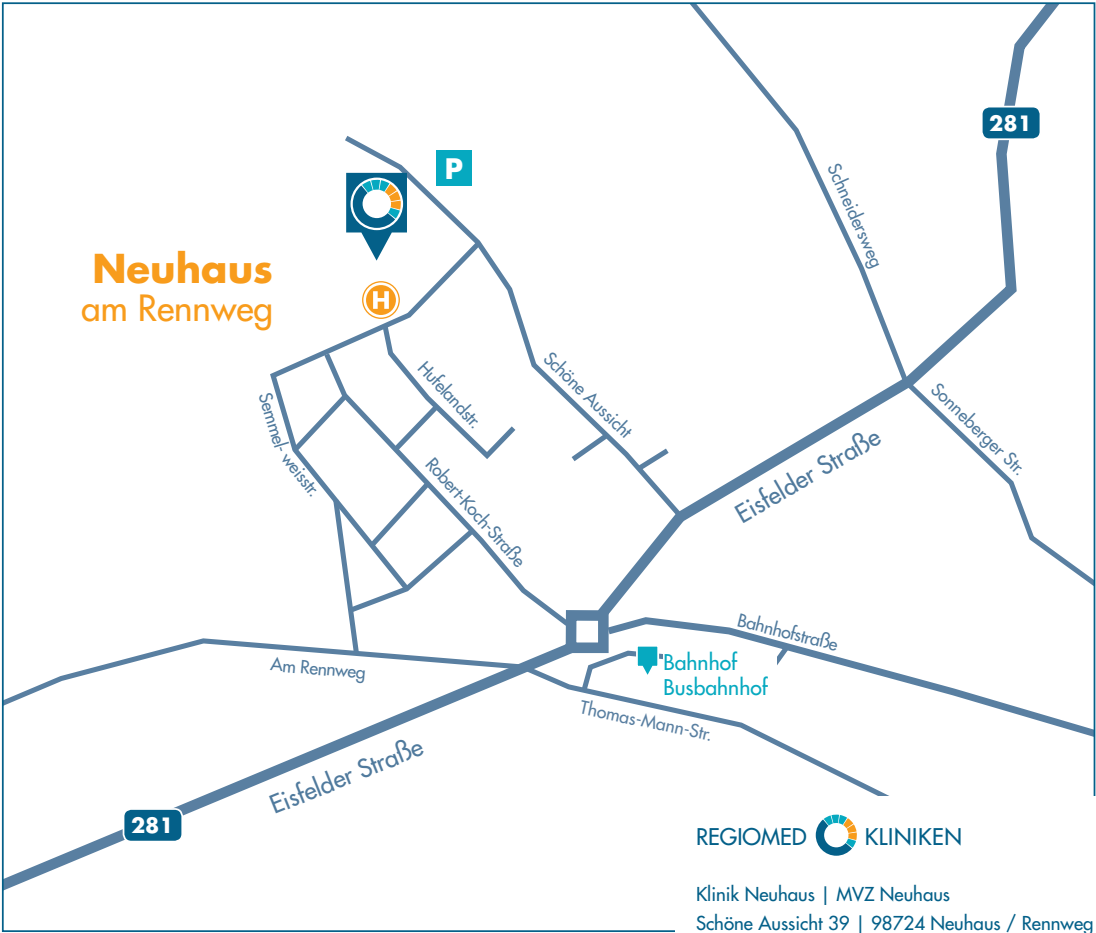 281
P
Schneidersweg
Neuhaus
am Rennweg
H
Hufelandstr.
Schöne Aussicht
Semmel- weisstr.
Sonneberger Str.
Eisfelder Straße
Robert-Koch-Straße
Bahnhofstraße
Am Rennweg
Bahnhof
Busbahnhof
Thomas-Mann-Str.
Eisfelder Straße
281
REGIOMED KLINIKEN
Klinik Neuhaus | MVZ Neuhaus
Schöne Aussicht 39 | 98724 Neuhaus / Rennweg